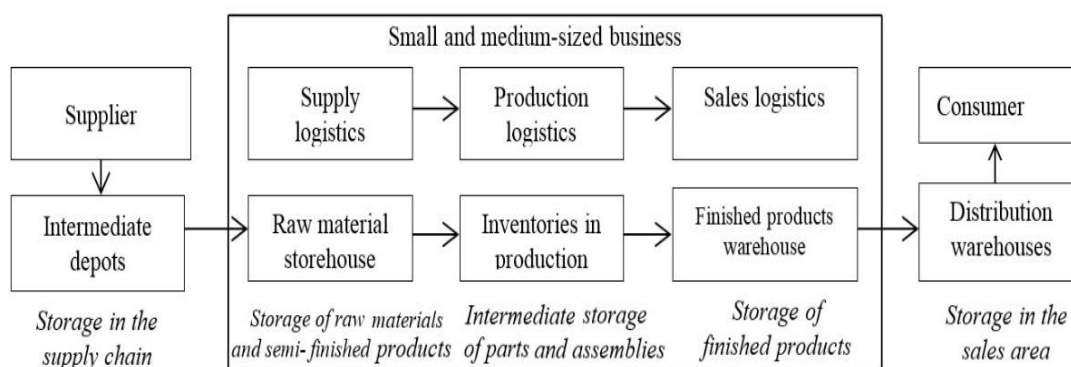 Small and medium-sized business
Supplier
Supply
logistics
Production
logistics
Sales logistics
Consumer
Intermediate
depots
Raw material
storehouse
Inventories in
production
Finished products
warehouse
Distribution
warehouses
Storage in the
supply chain
Storage of raw materials
and semi-finished products
Intermediate storage
of parts and assemblies
Storage of
finished products
Storage in the
sales area